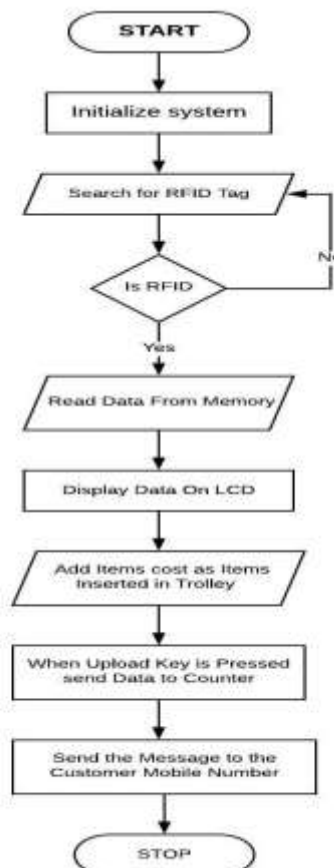 START
Initialize system
Search for RFID Tag
Is RFID
Yes
Read Data From Memory
Display Data On LCD
Add Items cost as Items
Inserted in Trolley
When Upload Key is Pressed
send Data to Counter
Send the Message to the
Customer Mobile Number
STOP